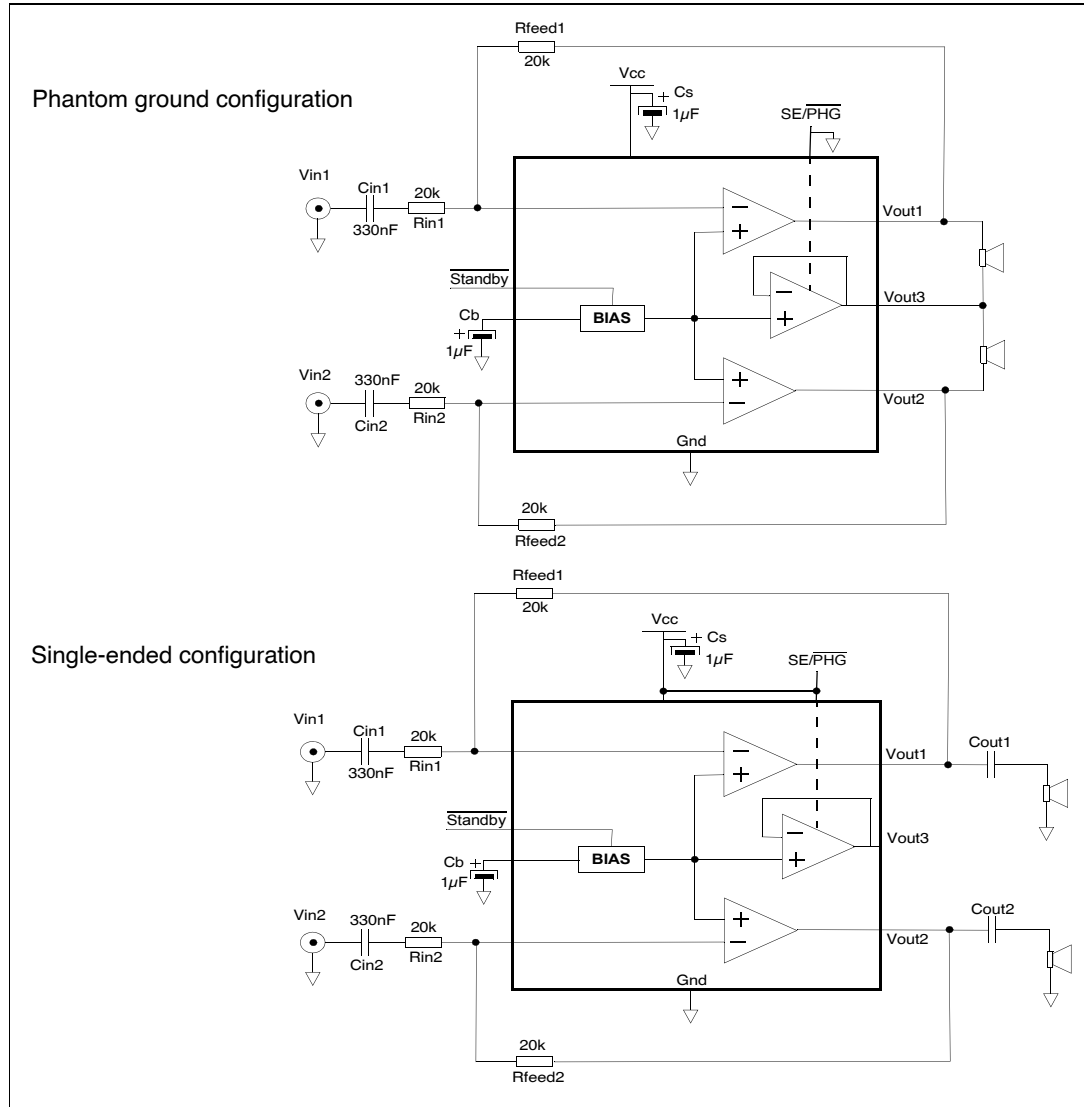 Phantom ground configuration
Rfeed1
20k
Vcc
+ Cs
1µF
SE/PHG
Vin1
Cin1
330nF
20k
Rin1
−
+
Vout1
Standby
Cb
+
1µF
BIAS
−
+
Vout3
Vin2
330nF
Cin2
20k
Rin2
+
−
Vout2
Gnd
20k
Rfeed2
Single-ended configuration
Rfeed1
20k
Vcc
+ Cs
1µF
SE/PHG
Vin1
Cin1
330nF
20k
Rin1
−
+
Vout1
Cout1
Standby
Cb +
1µF
BIAS
−
+
Vout3
Vin2
330nF
Cin2
20k
Rin2
+
−
Vout2
Cout2
Gnd
20k
Rfeed2